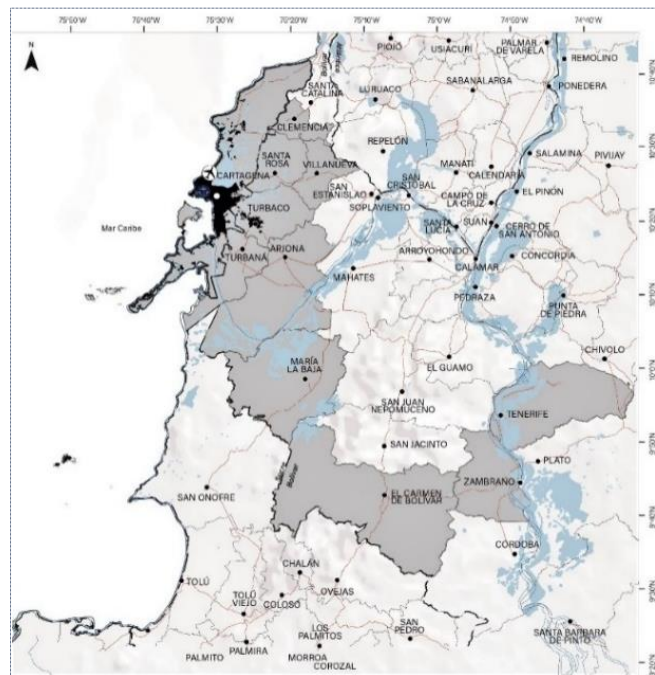 75°40'W
75°30'W
75°20'W
75°10'W
75°0'W
74°50'W
74°40'W
N
PIOJÓ
USIACURÍ
PALMAR
DE VARELA
REMOLINO
SANTA
CATALINA
LURUACO
SABANALARGA
PONEDERA
CLEMENCIA
REPELÓN
SANTA
ROSA
VILLANUEVA
MANATÍ
CALENDARIA
SALAMINA
PIVIJAY
CARTAGENA
SAN
ESTANISLAO
SAN
CRISTOBAL
SOPLAVIENTO
CAMPO DE
LA CRUZ
EL PINÓN
Mar Caribe
TURBACO
SANTA
LUCÍA
SUAN
CERRO DE
SAN ANTONIO
TURBANÁ
ARJONA
MAHATES
ARROYOHONDO
CALAMAR
CONCORDIA
PEDRAZA
PUNTA
DE PIEDRA
MARÍA
LA BAJA
EL GUAMO
CHIVOLO
SAN JUAN
NEPOMUCENO
TENERIFE
SAN JACINTO
PLATO
Bolívar
SAN ONOFRE
EL CARMEN
DE BOLÍVAR
ZAMBRANO
CÓRDOBA
CHALÁN
TOLÚ
TOLÚ
VIEJO
COLOSÓ
OVEJAS
PALMITO
PALMIRA
LOS
PALMITOS
MORROA
COROZAL
SAN
PEDRO
SANTA BARBARA
DE PINTO